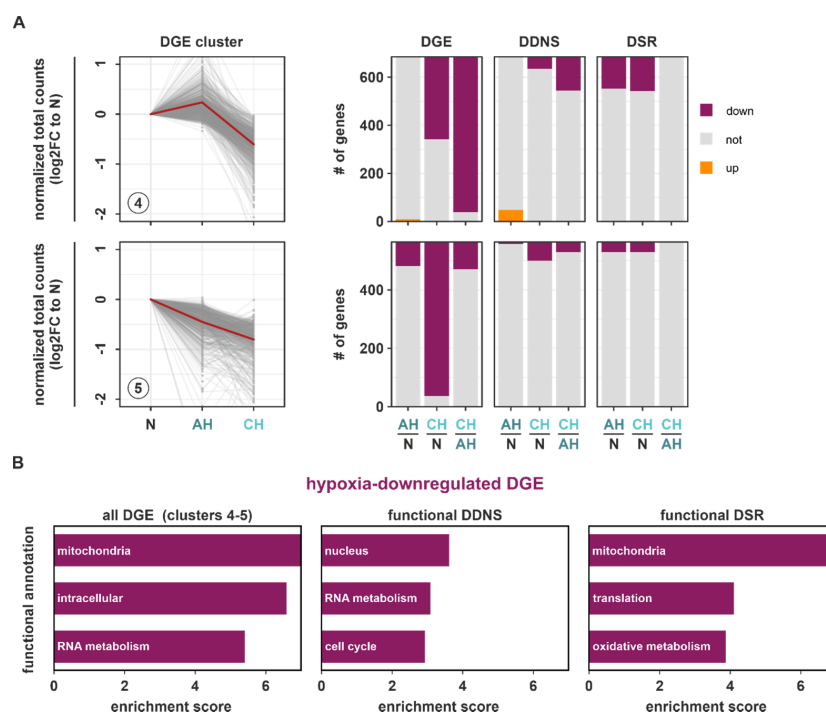 A
DGE cluster
DGE
DDNS
DSR
normalized total counts
(log2FC to N)
1
0
-1
-2
4
# of genes
600
400
200
0
down
not
up
normalized total counts
(log2FC to N)
0
-1
-2
5
# of genes
400
200
0
N AH CH
AH CH CH AH CH CH AH CH CH
N N AH N N AH N N AH
B
hypoxia-downregulated DGE
all DGE (clusters 4-5)
functional DDNS
functional DSR
functional annotation
mitochondria
intracellular
RNA metabolism
nucleus
RNA metabolism
cell cycle
mitochondria
translation
oxidative metabolism
0 2 4 6
0 2 4 6
0 2 4 6
enrichment score
enrichment score
enrichment score